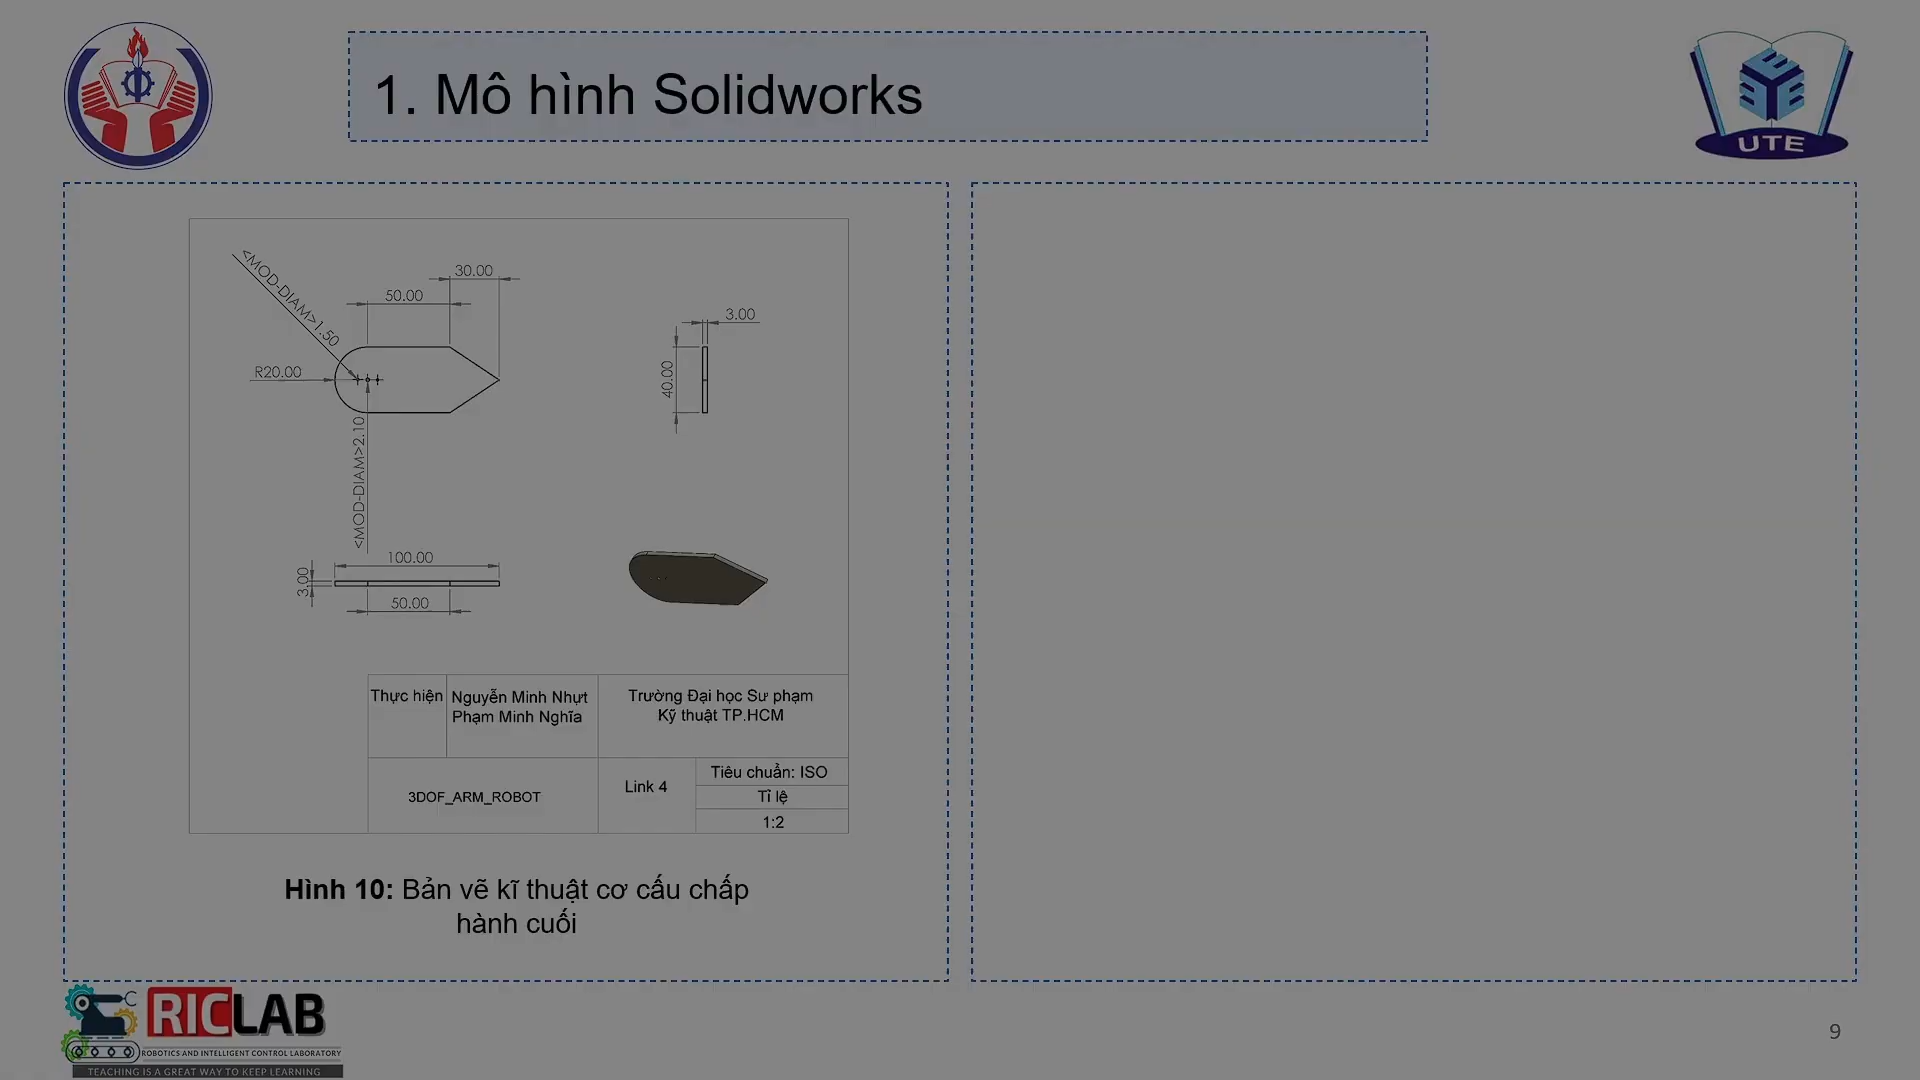 1. Mô hình Solidworks
UTE
<MOD-DIAM>1.50
30.00
50.00
R20.00
<MOD-DIAM>2.10
3.00
40.00
100.00
3.00
50.00
Thực hiện
Nguyễn Minh Nhựt
Phạm Minh Nghĩa
Trường Đại học Sư phạm
Kỹ thuật TP.HCM
3DOF_ARM_ROBOT
Link 4
Tiêu chuẩn: ISO
Tỉ lệ
1:2
Hình 10: Bản vẽ kĩ thuật cơ cấu chấp
hành cuối
RICLAB
ROBOTICS AND INTELLIGENT CONTROL LABORATORY
TEACHING IS A GREAT WAY TO KEEP LEARNING
9